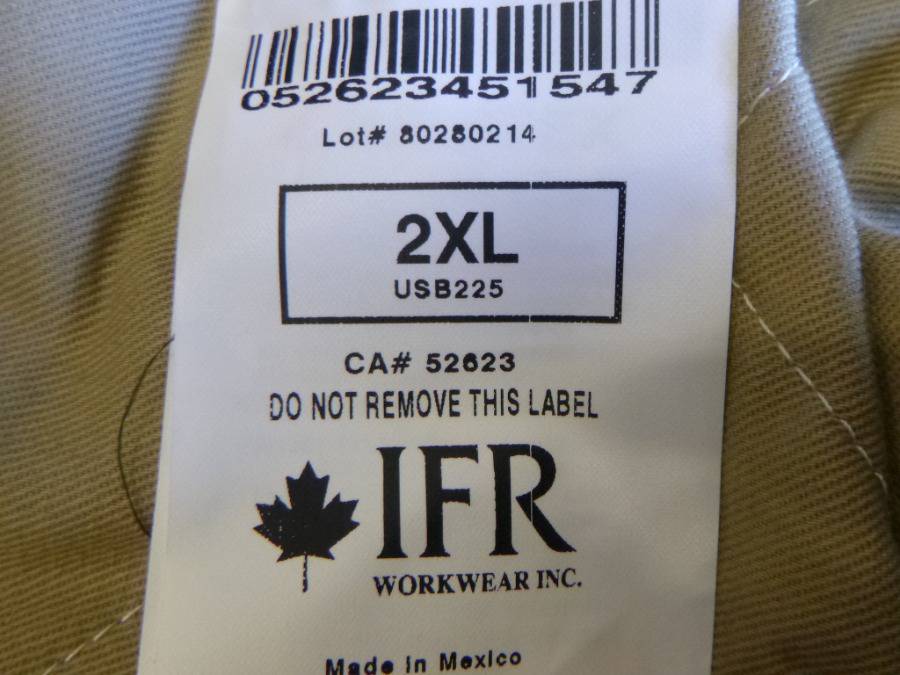 052623451547
Lot# 80280214
2XL
USB225
CA# 52623
DO NOT REMOVE THIS LABEL
IFR
WORKWEAR INC.
Made in Mexico